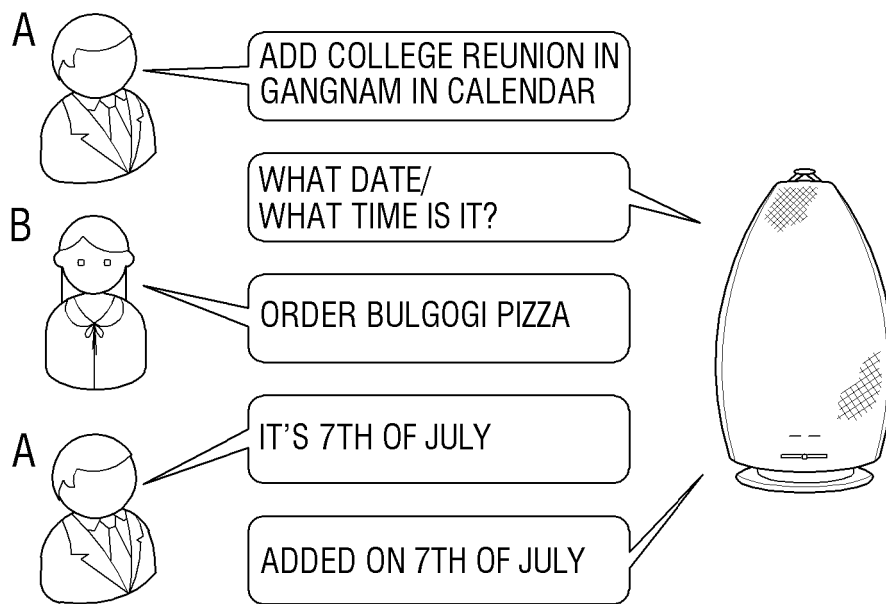 A
ADD COLLEGE REUNION IN
GANGNAM IN CALENDAR
WHAT DATE/
WHAT TIME IS IT?
B
ORDER BULGOGI PIZZA
A
IT'S 7TH OF JULY
ADDED ON 7TH OF JULY